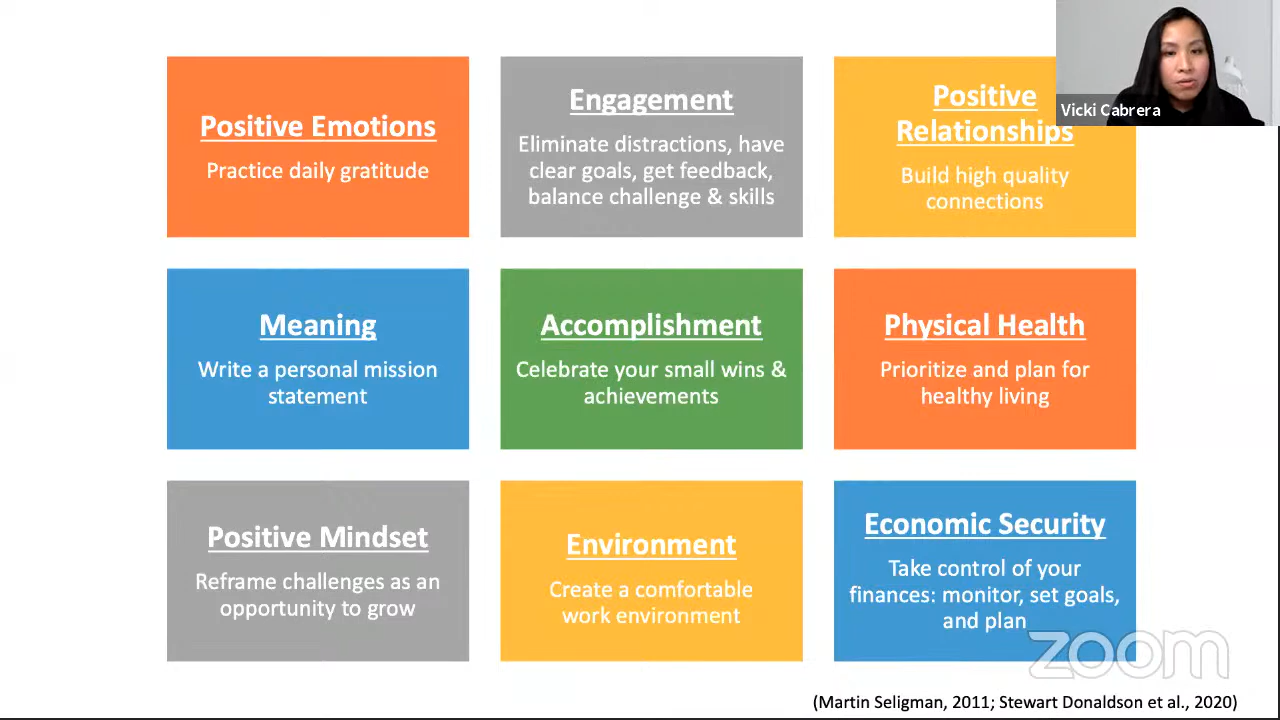 Positive Emotions
Practice daily gratitude
Engagement
Eliminate distractions, have
clear goals, get feedback,
balance challenge & skills
Positive
Relationships
Build high quality
connections
Vicki Cabrera
Meaning
Write a personal mission
statement
Accomplishment
Celebrate your small wins &
achievements
Physical Health
Prioritize and plan for
healthy living
Positive Mindset
Reframe challenges as an
opportunity to grow
Environment
Create a comfortable
work environment
Economic Security
Take control of your
finances: monitor, set goals,
and plan
zoom
(Martin Seligman, 2011; Stewart Donaldson et al., 2020)